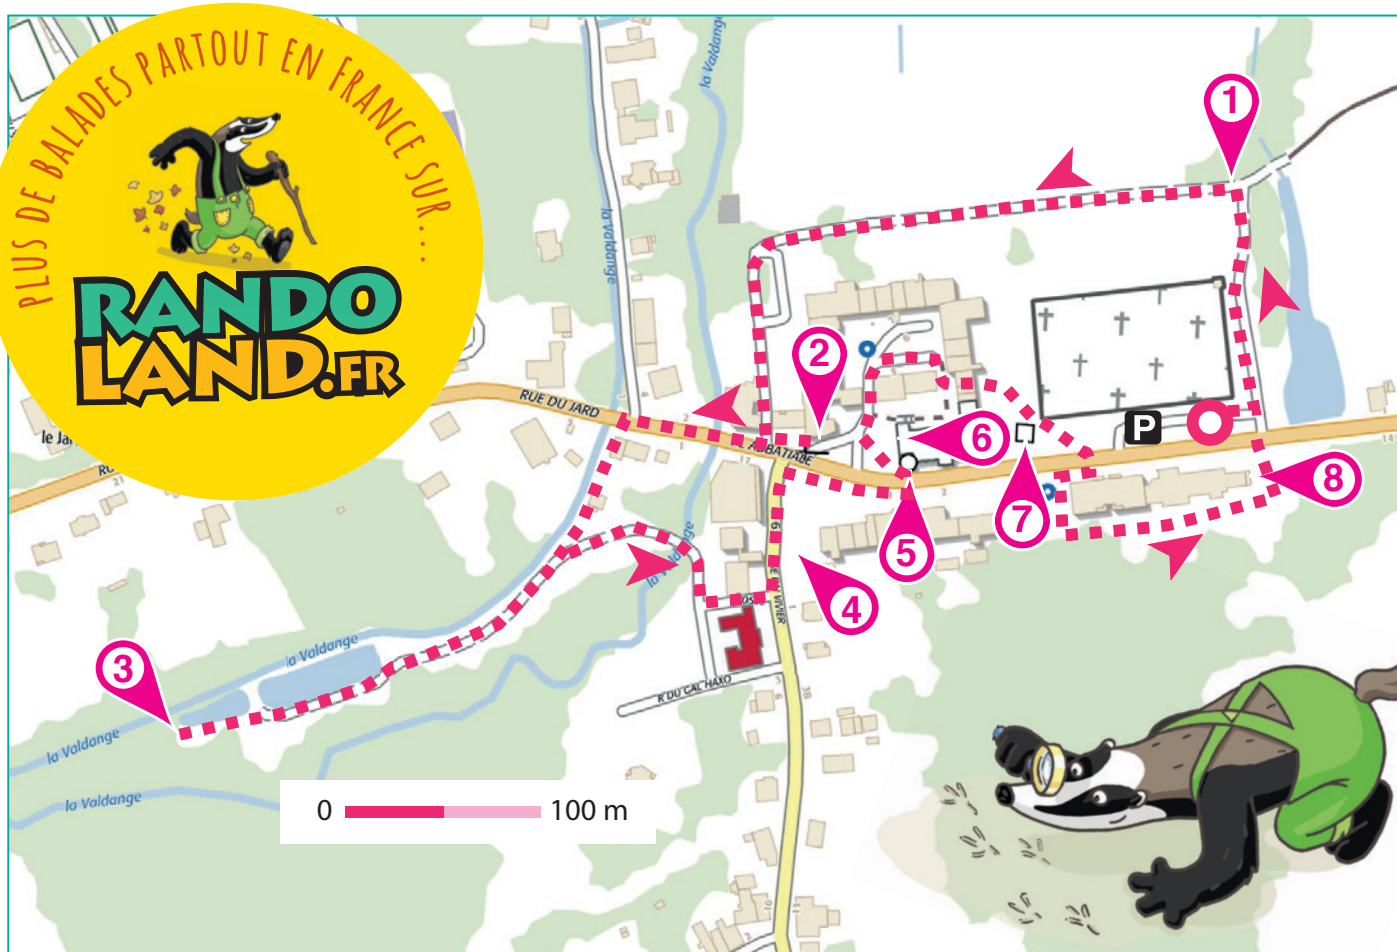 PLUS DE BALADES PARTOUT EN FRANCE SUR...
RANDO
LAND.FR
la Valdange
la valdange
1
2
RUE DU JARD
ABBATIALE
le Jar
P
6
8
7
5
4
3
la Valdange
la Valdange
la Valdange
la Valdange
VIVIER
R DU GAL HAXO
0 100 m